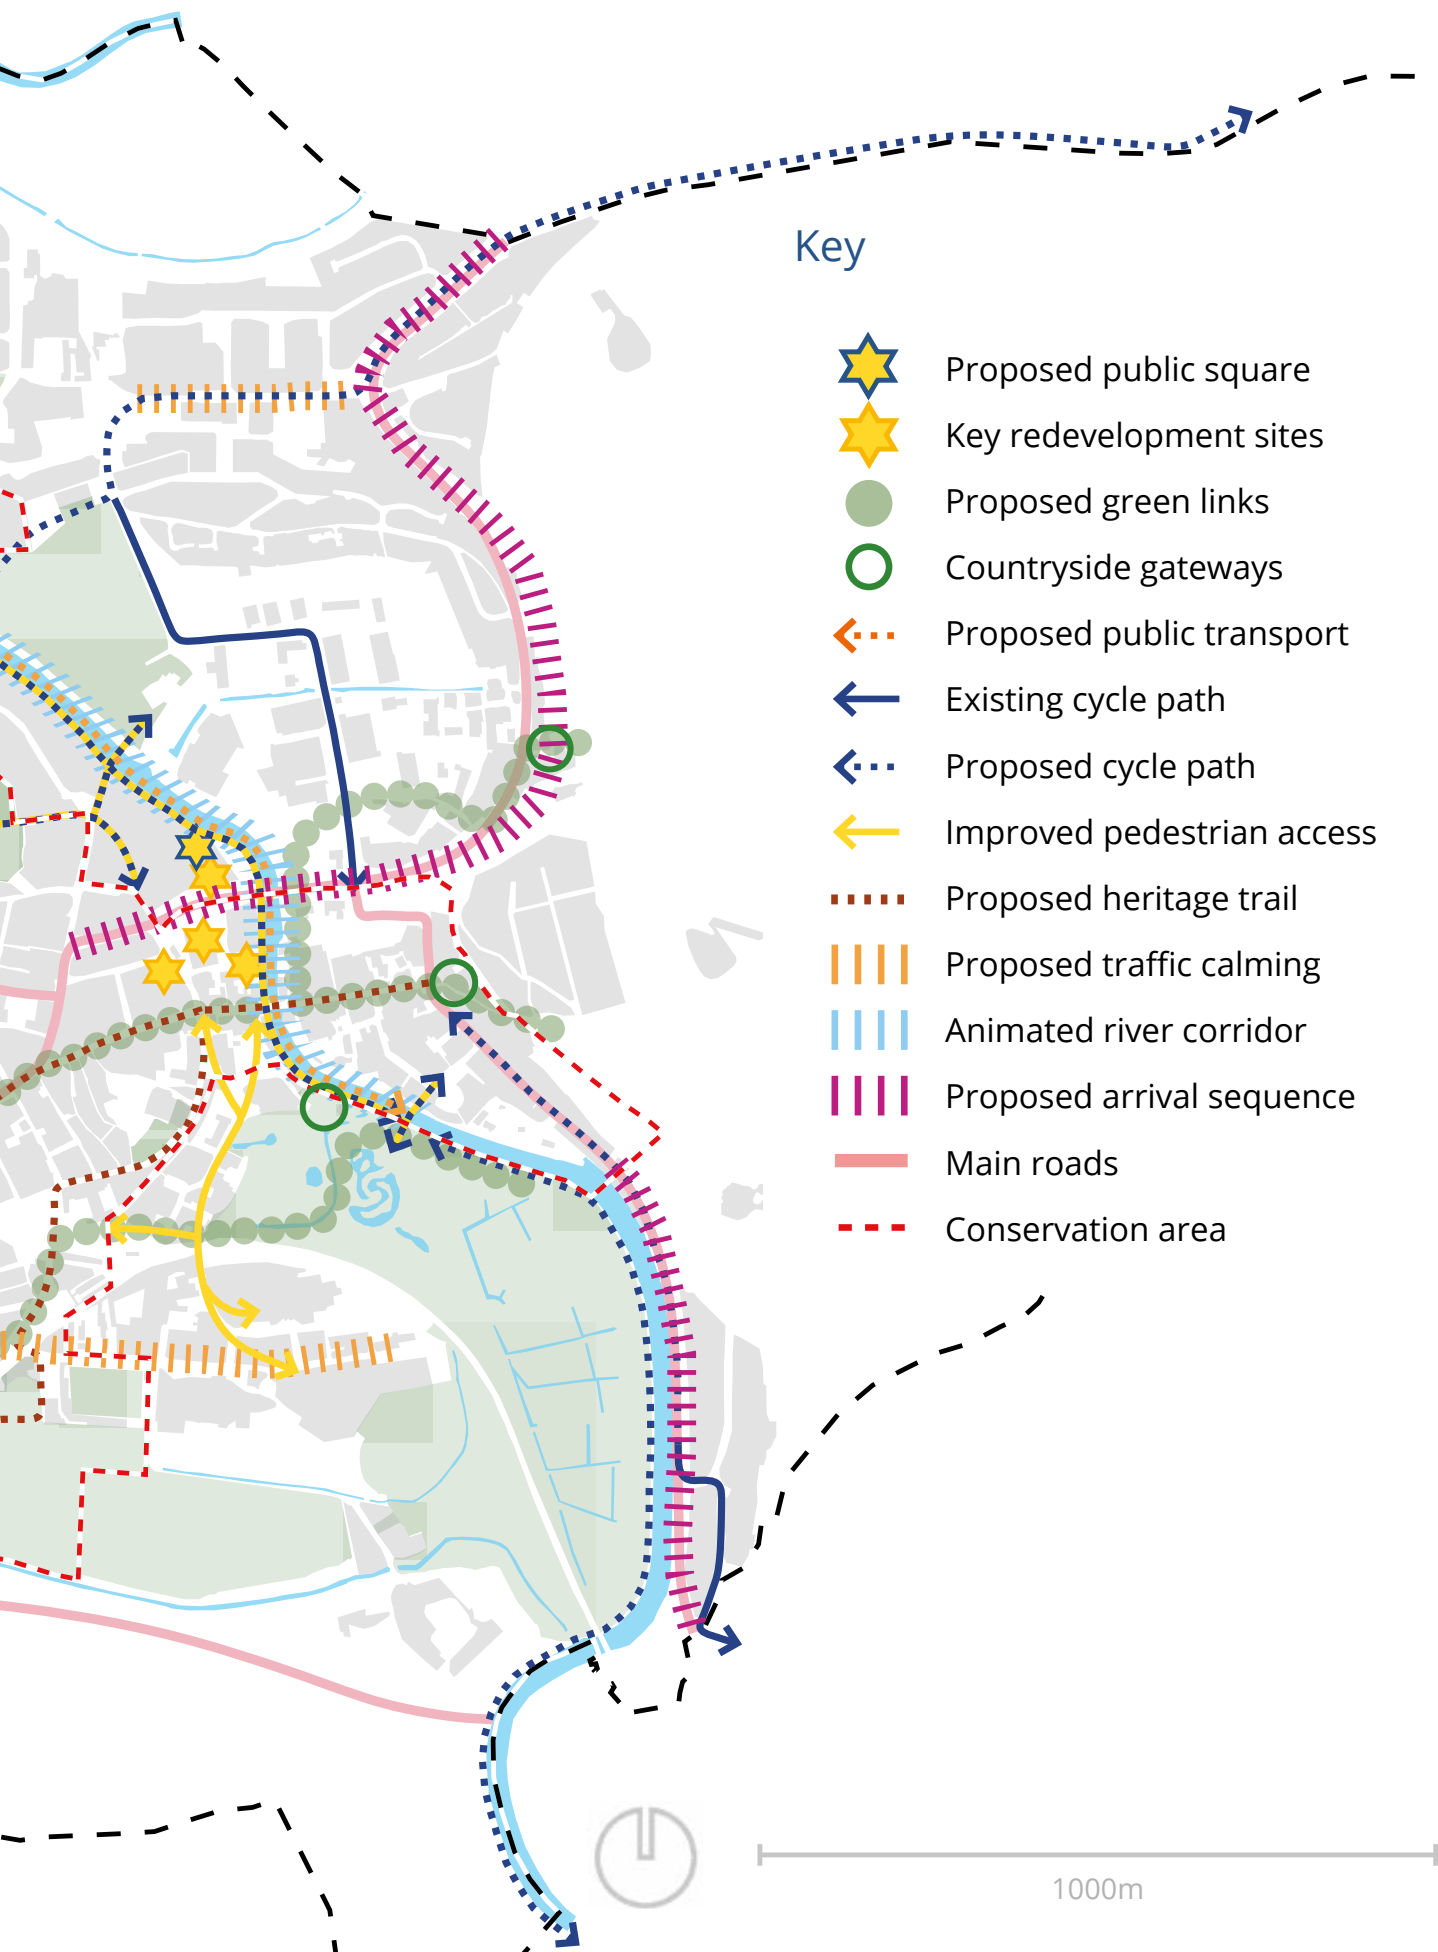 Key
Proposed public square
Key redevelopment sites
Proposed green links
Countryside gateways
Proposed public transport
Existing cycle path
Proposed cycle path
Improved pedestrian access
Proposed heritage trail
Proposed traffic calming
Animated river corridor
Proposed arrival sequence
Main roads
Conservation area
1000m